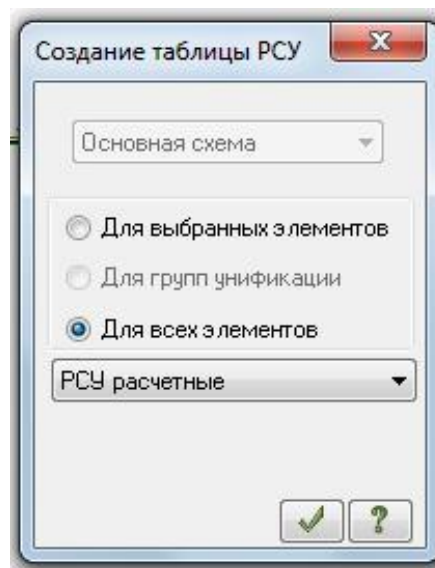 Создание таблицы РСУ
Основная схема
Для выбранных элементов
Для групп унификации
Для всех элементов
РСУ расчетные
?